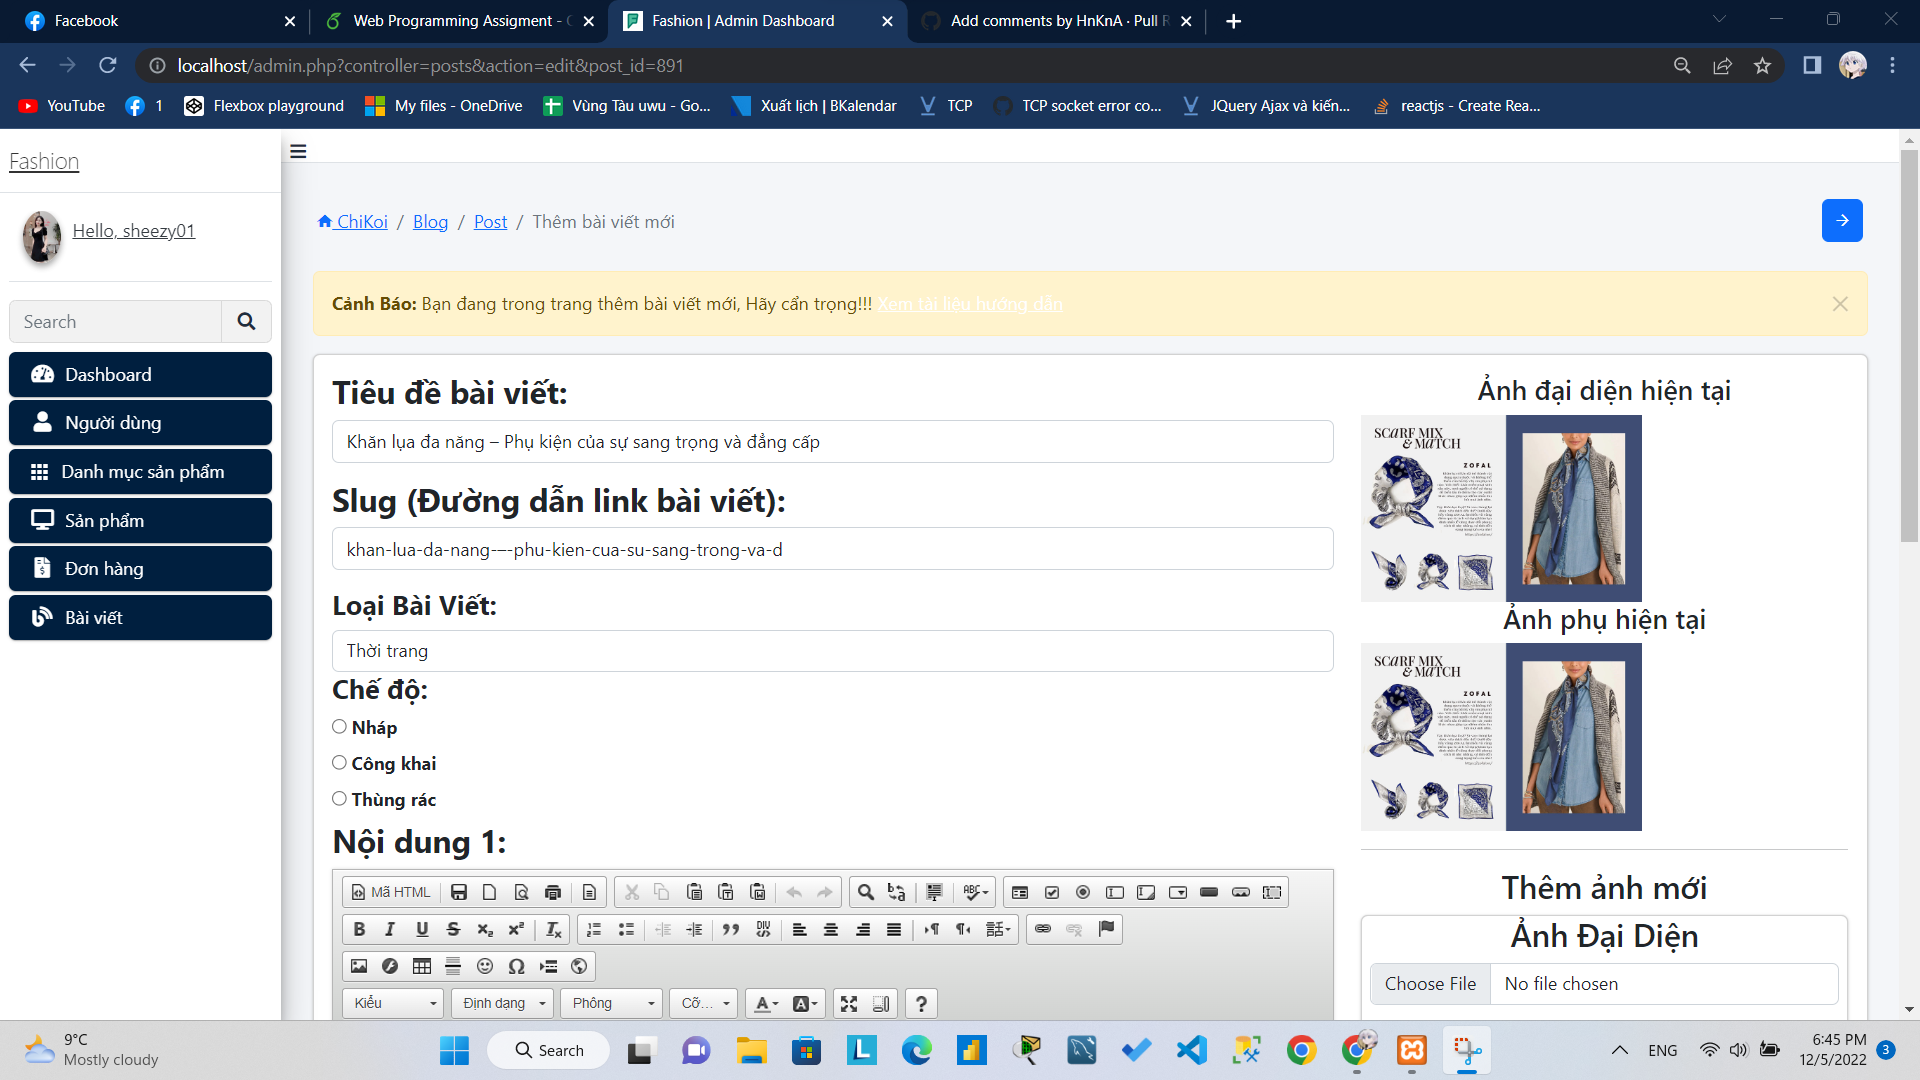 Facebook
Web Programming Assigment -
Fashion | Admin Dashboard
Add comments by HnKnA · Pull
localhost/admin.php?controller=posts&action=edit&post_id=891
YouTube
1
Flexbox playground
My files - OneDrive
Vùng Tàu uwu - Go...
Xuất lịch | BKalendar
TCP
TCP socket error co...
JQuery Ajax và kiến...
reactjs - Create Rea...
Fashion
Hello, sheezy01
Search
Dashboard
Người dùng
Danh mục sản phẩm
Sản phẩm
Đơn hàng
Bài viết
ChiKoi / Blog / Post / Thêm bài viết mới
Cảnh Báo: Bạn đang trong trang thêm bài viết mới, Hãy cẩn trọng!!! Xem tài liệu hướng dẫn
Tiêu đề bài viết:
Khăn lụa đa năng – Phụ kiện của sự sang trọng và đẳng cấp
Slug (Đường dẫn link bài viết):
khan-lua-da-nang-–-phu-kien-cua-su-sang-trong-va-d
Loại Bài Viết:
Thời trang
Chế độ:
Nháp
Công khai
Thùng rác
Nội dung 1:
Mã HTML
Kiểu
Định dạng
Phông
Cỡ...
Ảnh đại diện hiện tại
SCARF MIX
& MATCH
ZOFAL
Ảnh phụ hiện tại
SCARF MIX
& MATCH
ZOFAL
Thêm ảnh mới
Ảnh Đại Diện
Choose File No file chosen
9°C
Mostly cloudy
Search
ENG
6:45 PM
12/5/2022
3